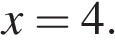 x = 4.